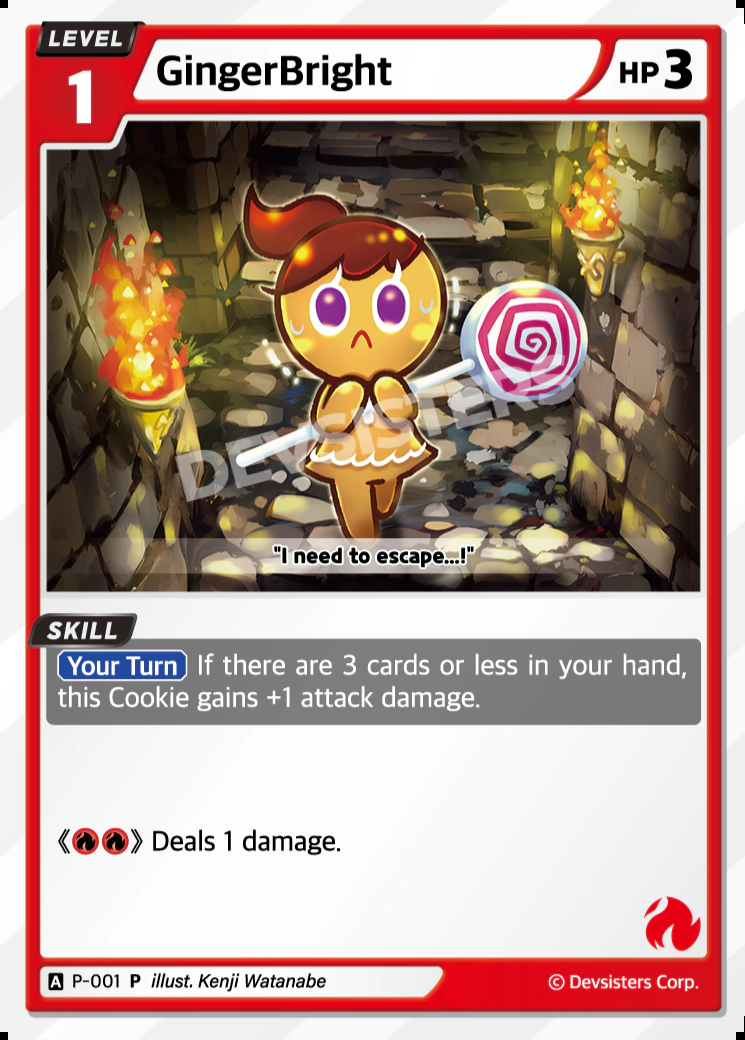 LEVEL
1
GingerBright
HP 3
DEVSISTERS
"I need to escape...!"
SKILL
Your Turn If there are 3 cards or less in your hand,
this Cookie gains +1 attack damage.
《 》 Deals 1 damage.
A P-001 P illust. Kenji Watanabe
© Devsisters Corp.